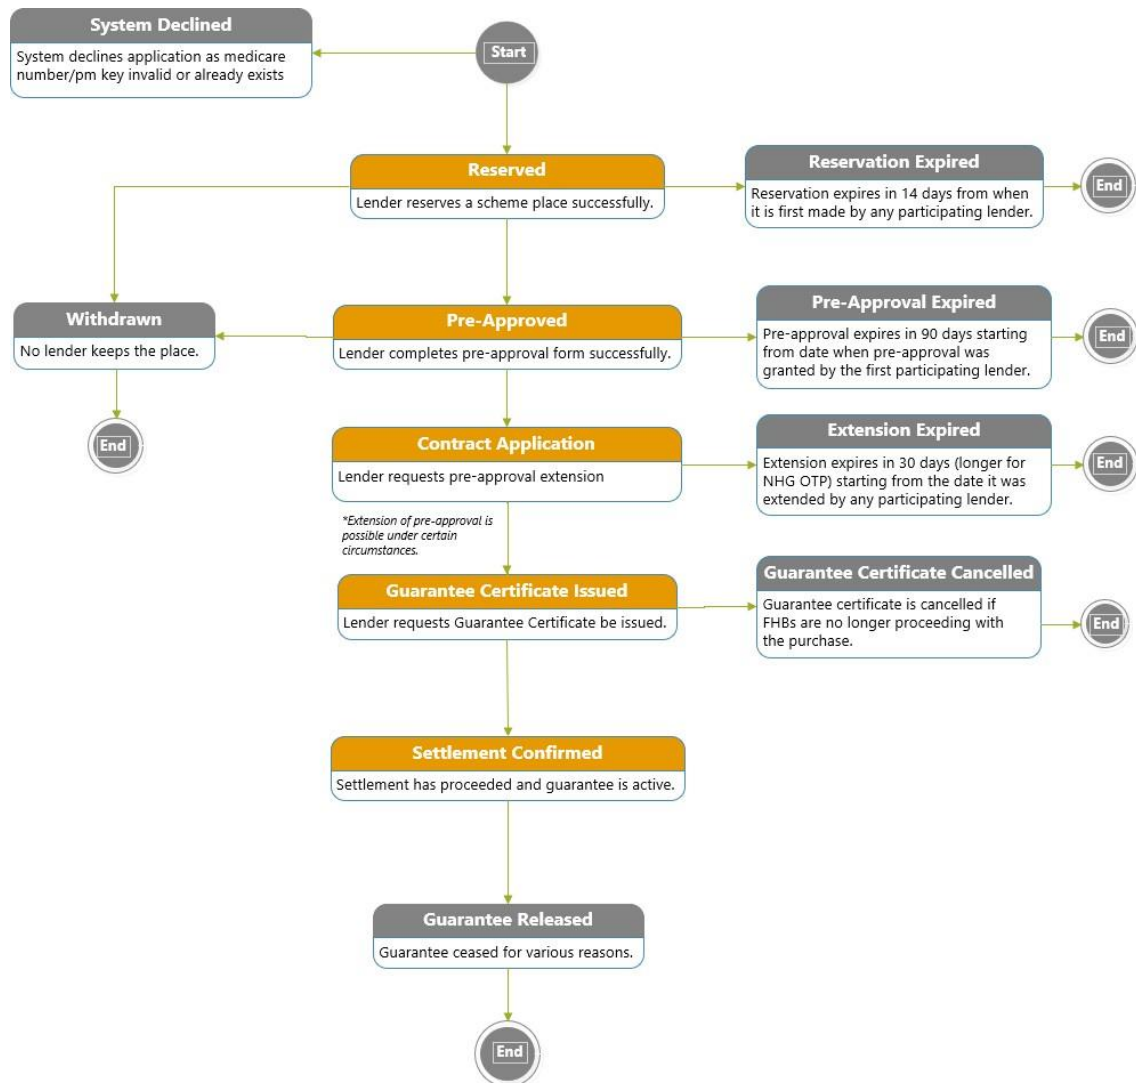 System Declined
System declines application as medicare
number/pm key invalid or already exists
Start
Reserved
Lender reserves a scheme place successfully.
Reservation Expired
Reservation expires in 14 days from when
it is first made by any participating lender.
End
Withdrawn
No lender keeps the place.
End
Pre-Approved
Lender completes pre-approval form successfully.
Pre-Approval Expired
Pre-approval expires in 90 days starting
from date when pre-approval was
granted by the first participating lender.
End
Contract Application
Lender requests pre-approval extension
*Extension of pre-approval is
possible under certain
circumstances.
Extension Expired
Extension expires in 30 days (longer for
NHG OTP) starting from the date it was
extended by any participating lender.
End
Guarantee Certificate Issued
Lender requests Guarantee Certificate be issued.
Guarantee Certificate Cancelled
Guarantee certificate is cancelled if
FHBs are no longer proceeding with
the purchase.
End
Settlement Confirmed
Settlement has proceeded and guarantee is active.
Guarantee Released
Guarantee ceased for various reasons.
End